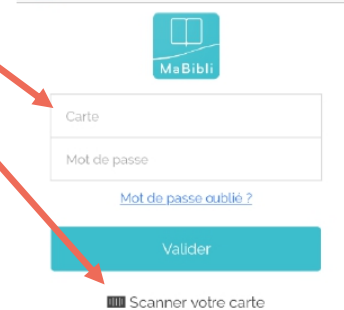 MaBibli
Carte
Mot de passe
Mot de passe oublié ?
Valider
Scanner votre carte